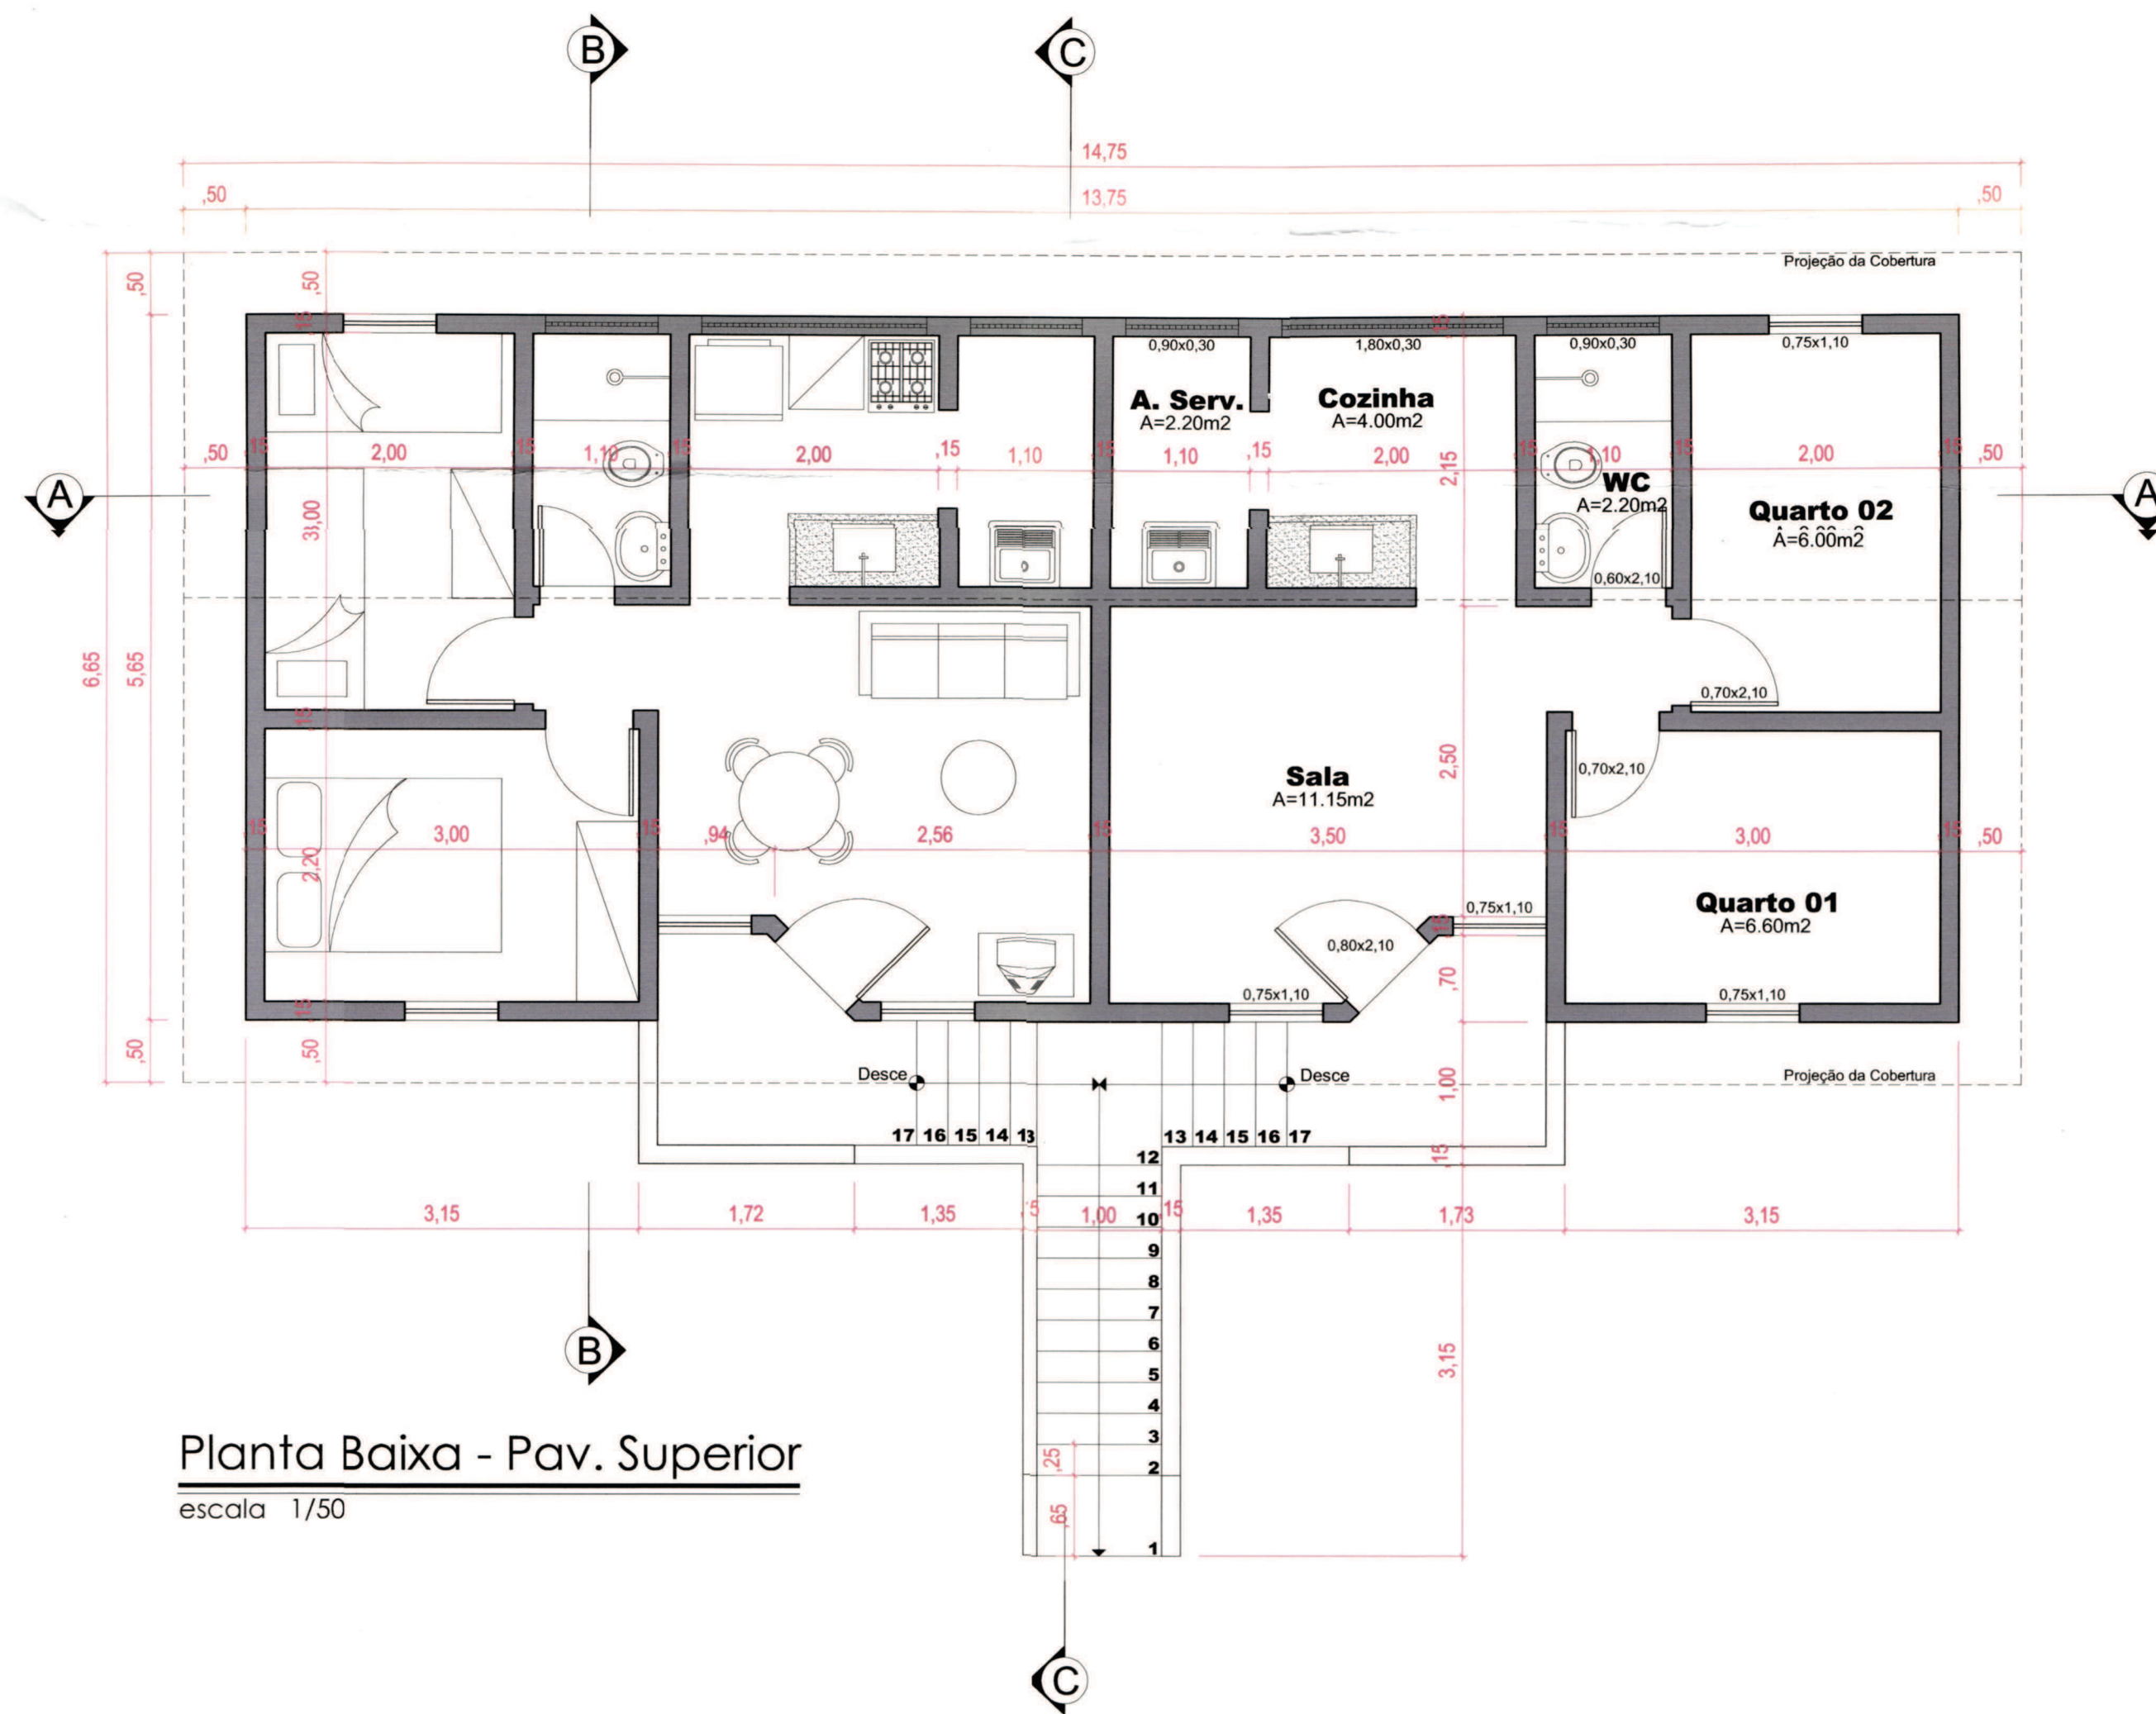 B
C
14,75
,50
13,75
,50
Projeção da Cobertura
,50
,50
,15
,15
0,90x0,30
1,80x0,30
0,90x0,30
0,75x1,10
A. Serv.
A=2.20m2
Cozinha
A=4.00m2
,50
,15
2,00
,15
1,10
,15
2,00
,15
1,10
,15
1,10
,15
2,00
2,15
,15
1,10
,15
2,00
,15
,50
A
A
WC
A=2.20m2
Quarto 02
A=6.00m2
3,00
0,60x2,10
6,65
5,65
0,70x2,10
,15
2,50
0,70x2,10
Sala
A=11.15m2
,15
3,00
,15
,94
2,56
,15
3,50
,15
3,00
,15
,50
2,20
Quarto 01
A=6.60m2
0,75x1,10
0,80x2,10
,15
,70
0,75x1,10
0,75x1,10
,15
,50
,50
Desce
Desce
1,00
Projeção da Cobertura
17 16 15 14 13
13 14 15 16 17
12
,15
11
3,15
1,72
1,35
1,00
10
,15
1,35
1,73
3,15
9
8
7
6
5
4
3
2
1
3,15
,25
,65
B
Planta Baixa - Pav. Superior
escala 1/50
C